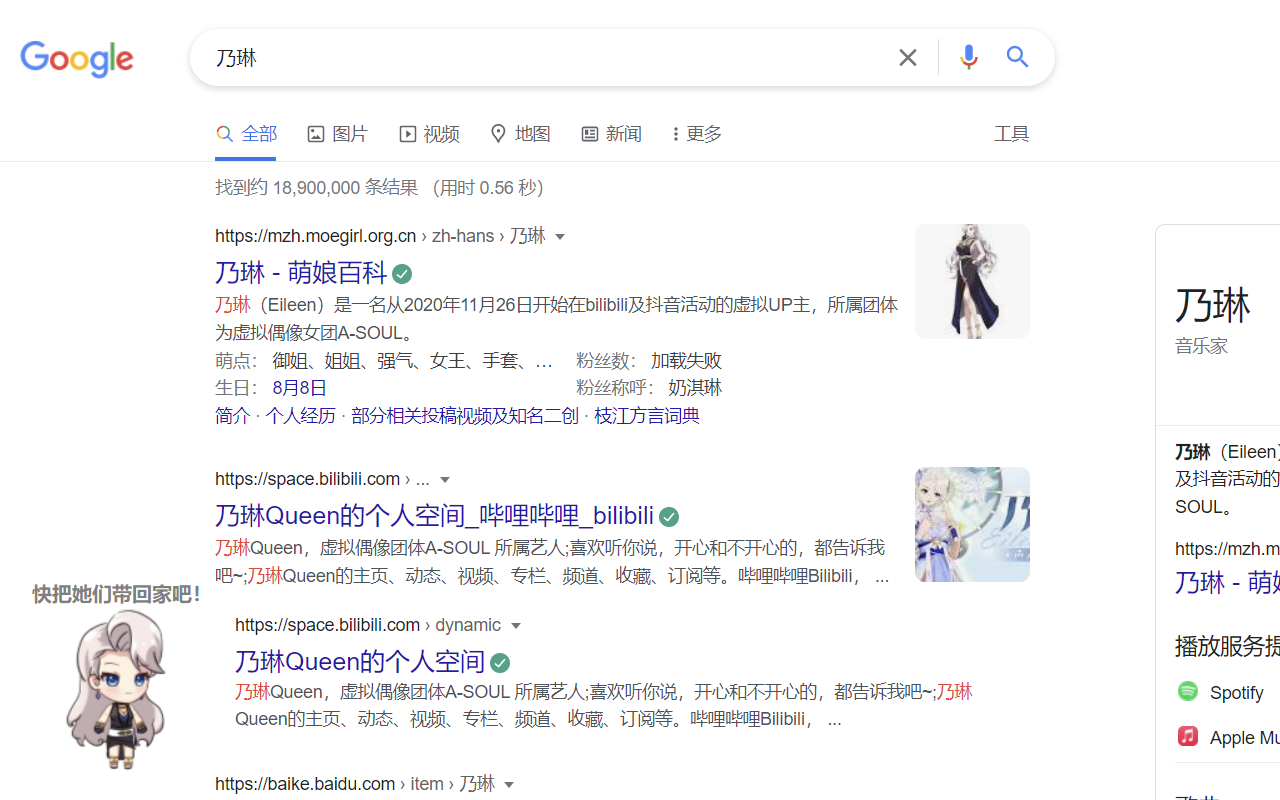 Google
乃琳
全部 图片 视频 地图 新闻 更多 工具
找到约 18,900,000 条结果 （用时 0.56 秒）
https://mzh.moegirl.org.cn › zh-hans › 乃琳
乃琳 - 萌娘百科
乃琳（Eileen）是一名从2020年11月26日开始在bilibili及抖音活动的虚拟UP主，所属团体
为虚拟偶像女团A-SOUL。
萌点： 御姐、姐姐、强气、女王、手套、… 粉丝数： 加载失败
生日： 8月8日 粉丝称呼： 奶淇琳
简介 · 个人经历 · 部分相关投稿视频及知名二创 · 枝江方言词典
https://space.bilibili.com › ...
乃琳Queen的个人空间_哔哩哔哩_bilibili
乃琳Queen，虚拟偶像团体A-SOUL 所属艺人;喜欢听你说，开心和不开心的，都告诉我
吧~;乃琳Queen的主页、动态、视频、专栏、频道、收藏、订阅等。哔哩哔哩Bilibili， ...
https://space.bilibili.com › dynamic
乃琳Queen的个人空间
乃琳Queen，虚拟偶像团体A-SOUL 所属艺人;喜欢听你说，开心和不开心的，都告诉我吧~;乃琳
Queen的主页、动态、视频、专栏、频道、收藏、订阅等。哔哩哔哩Bilibili， ...
https://baike.baidu.com › item › 乃琳
快把她们带回家吧！
乃琳
音乐家
乃琳（Eileen）
及抖音活动的
SOUL。
https://mzh.m
乃琳 - 萌
播放服务提
Spotify
Apple Mu